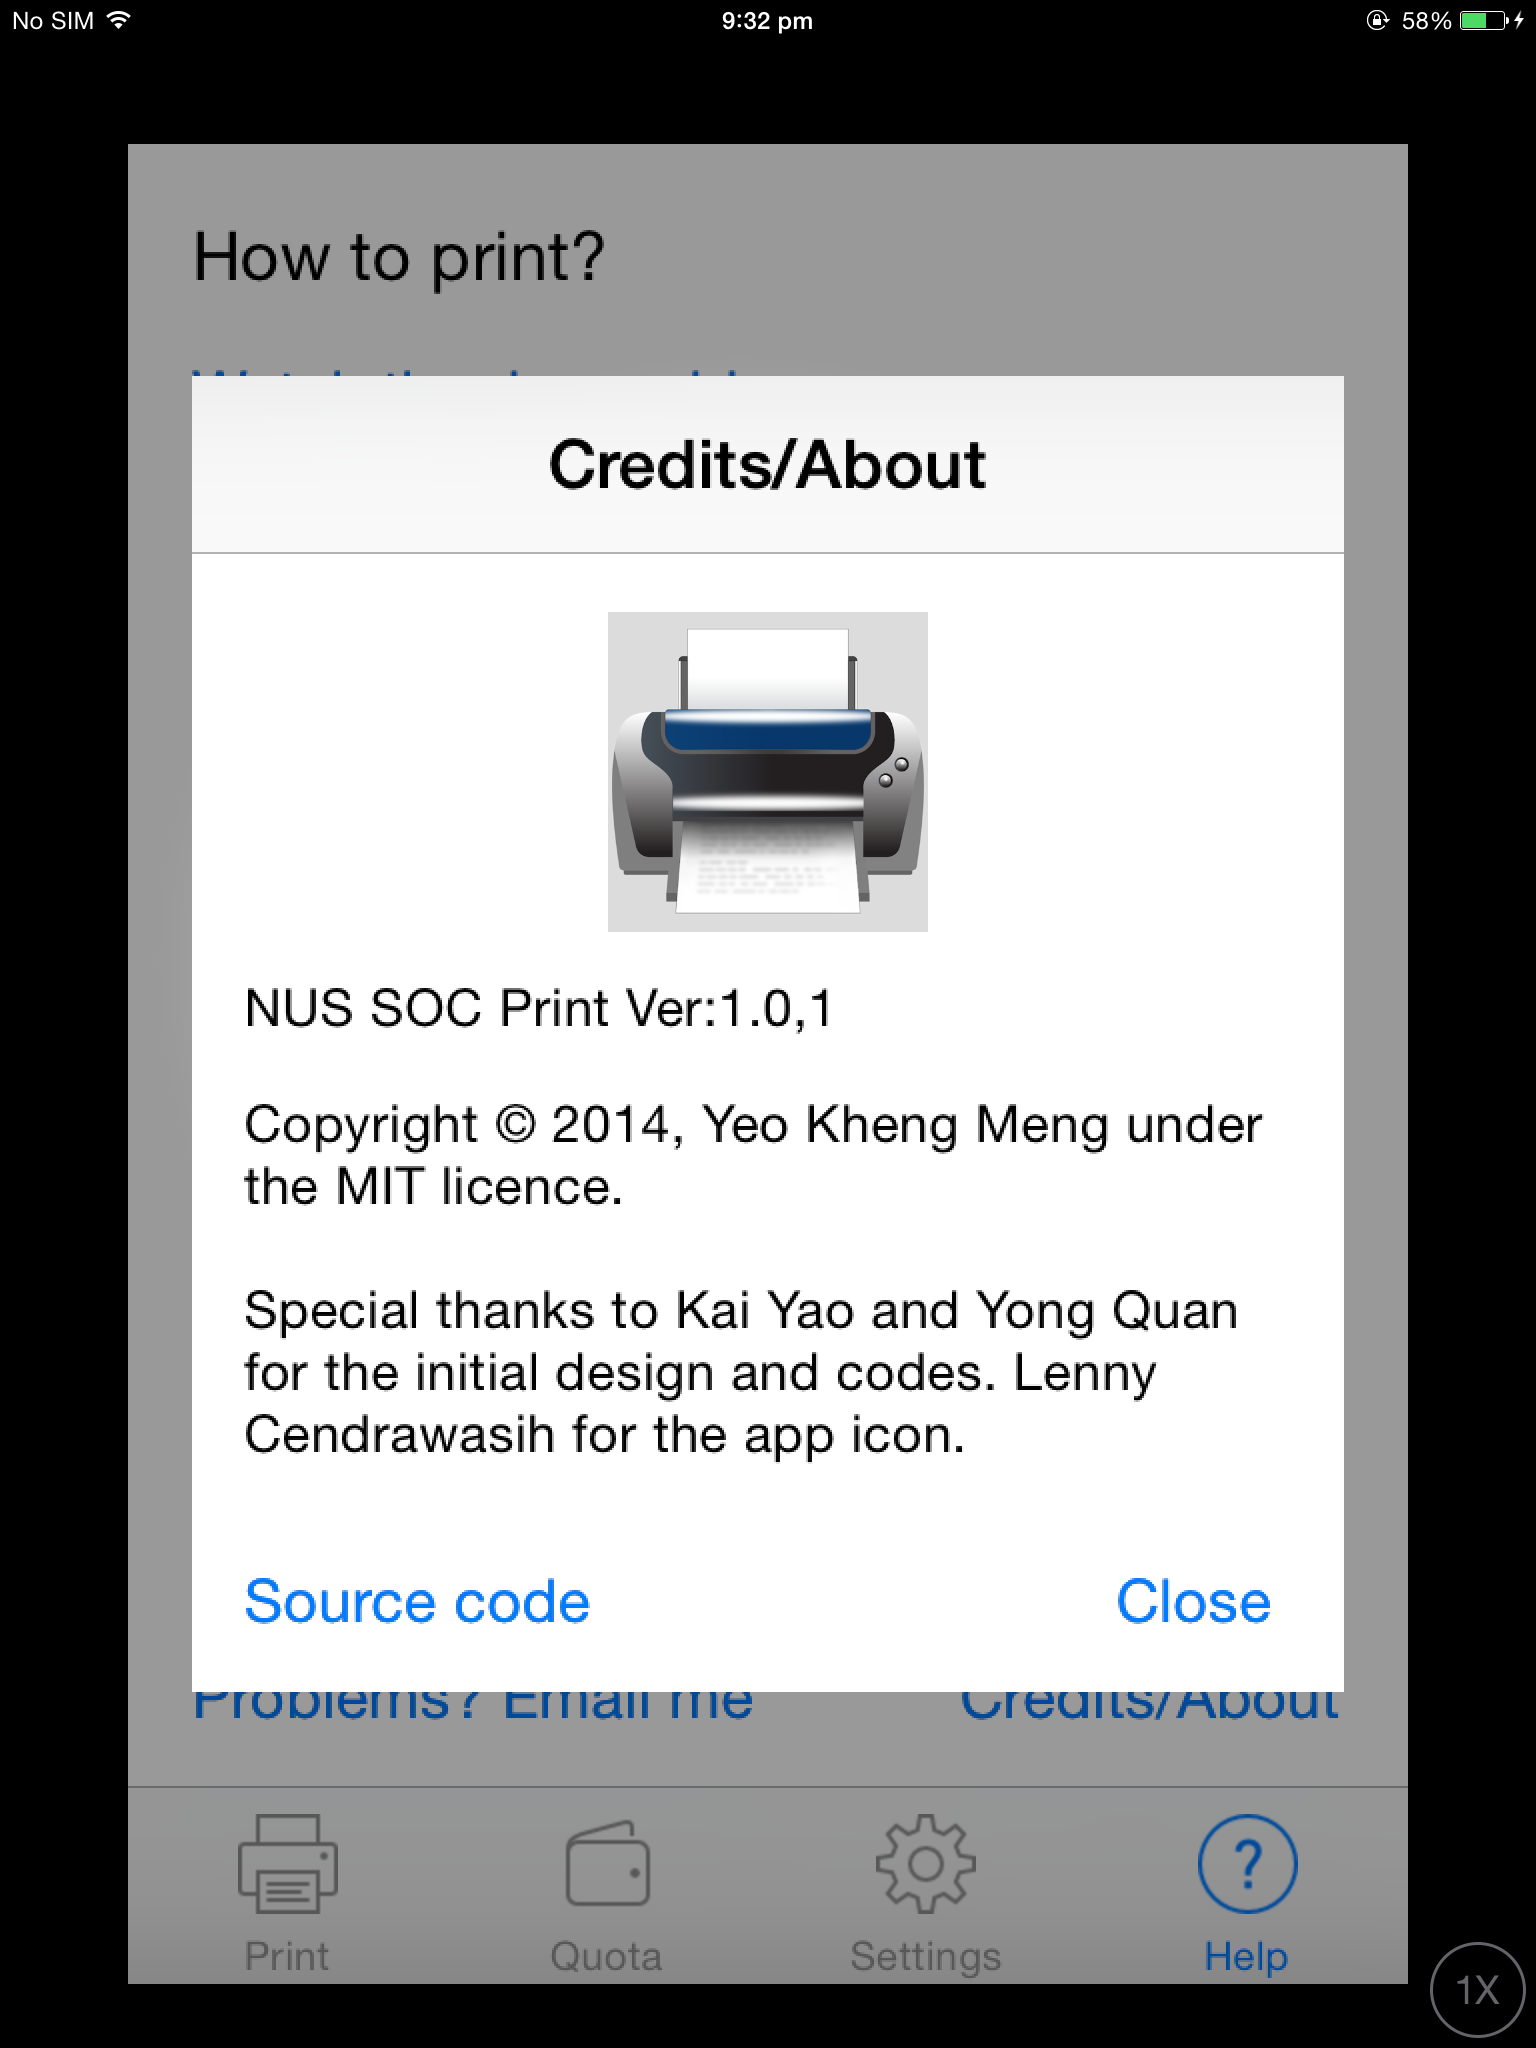 No SIM 9:32 pm 58%
How to print?
Credits/About
NUS SOC Print Ver:1.0,1
Copyright © 2014, Yeo Kheng Meng under
the MIT licence.
Special thanks to Kai Yao and Yong Quan
for the initial design and codes. Lenny
Cendrawasih for the app icon.
Source code Close
Problems? Email me Credits/About
Print Quota Settings Help
1X